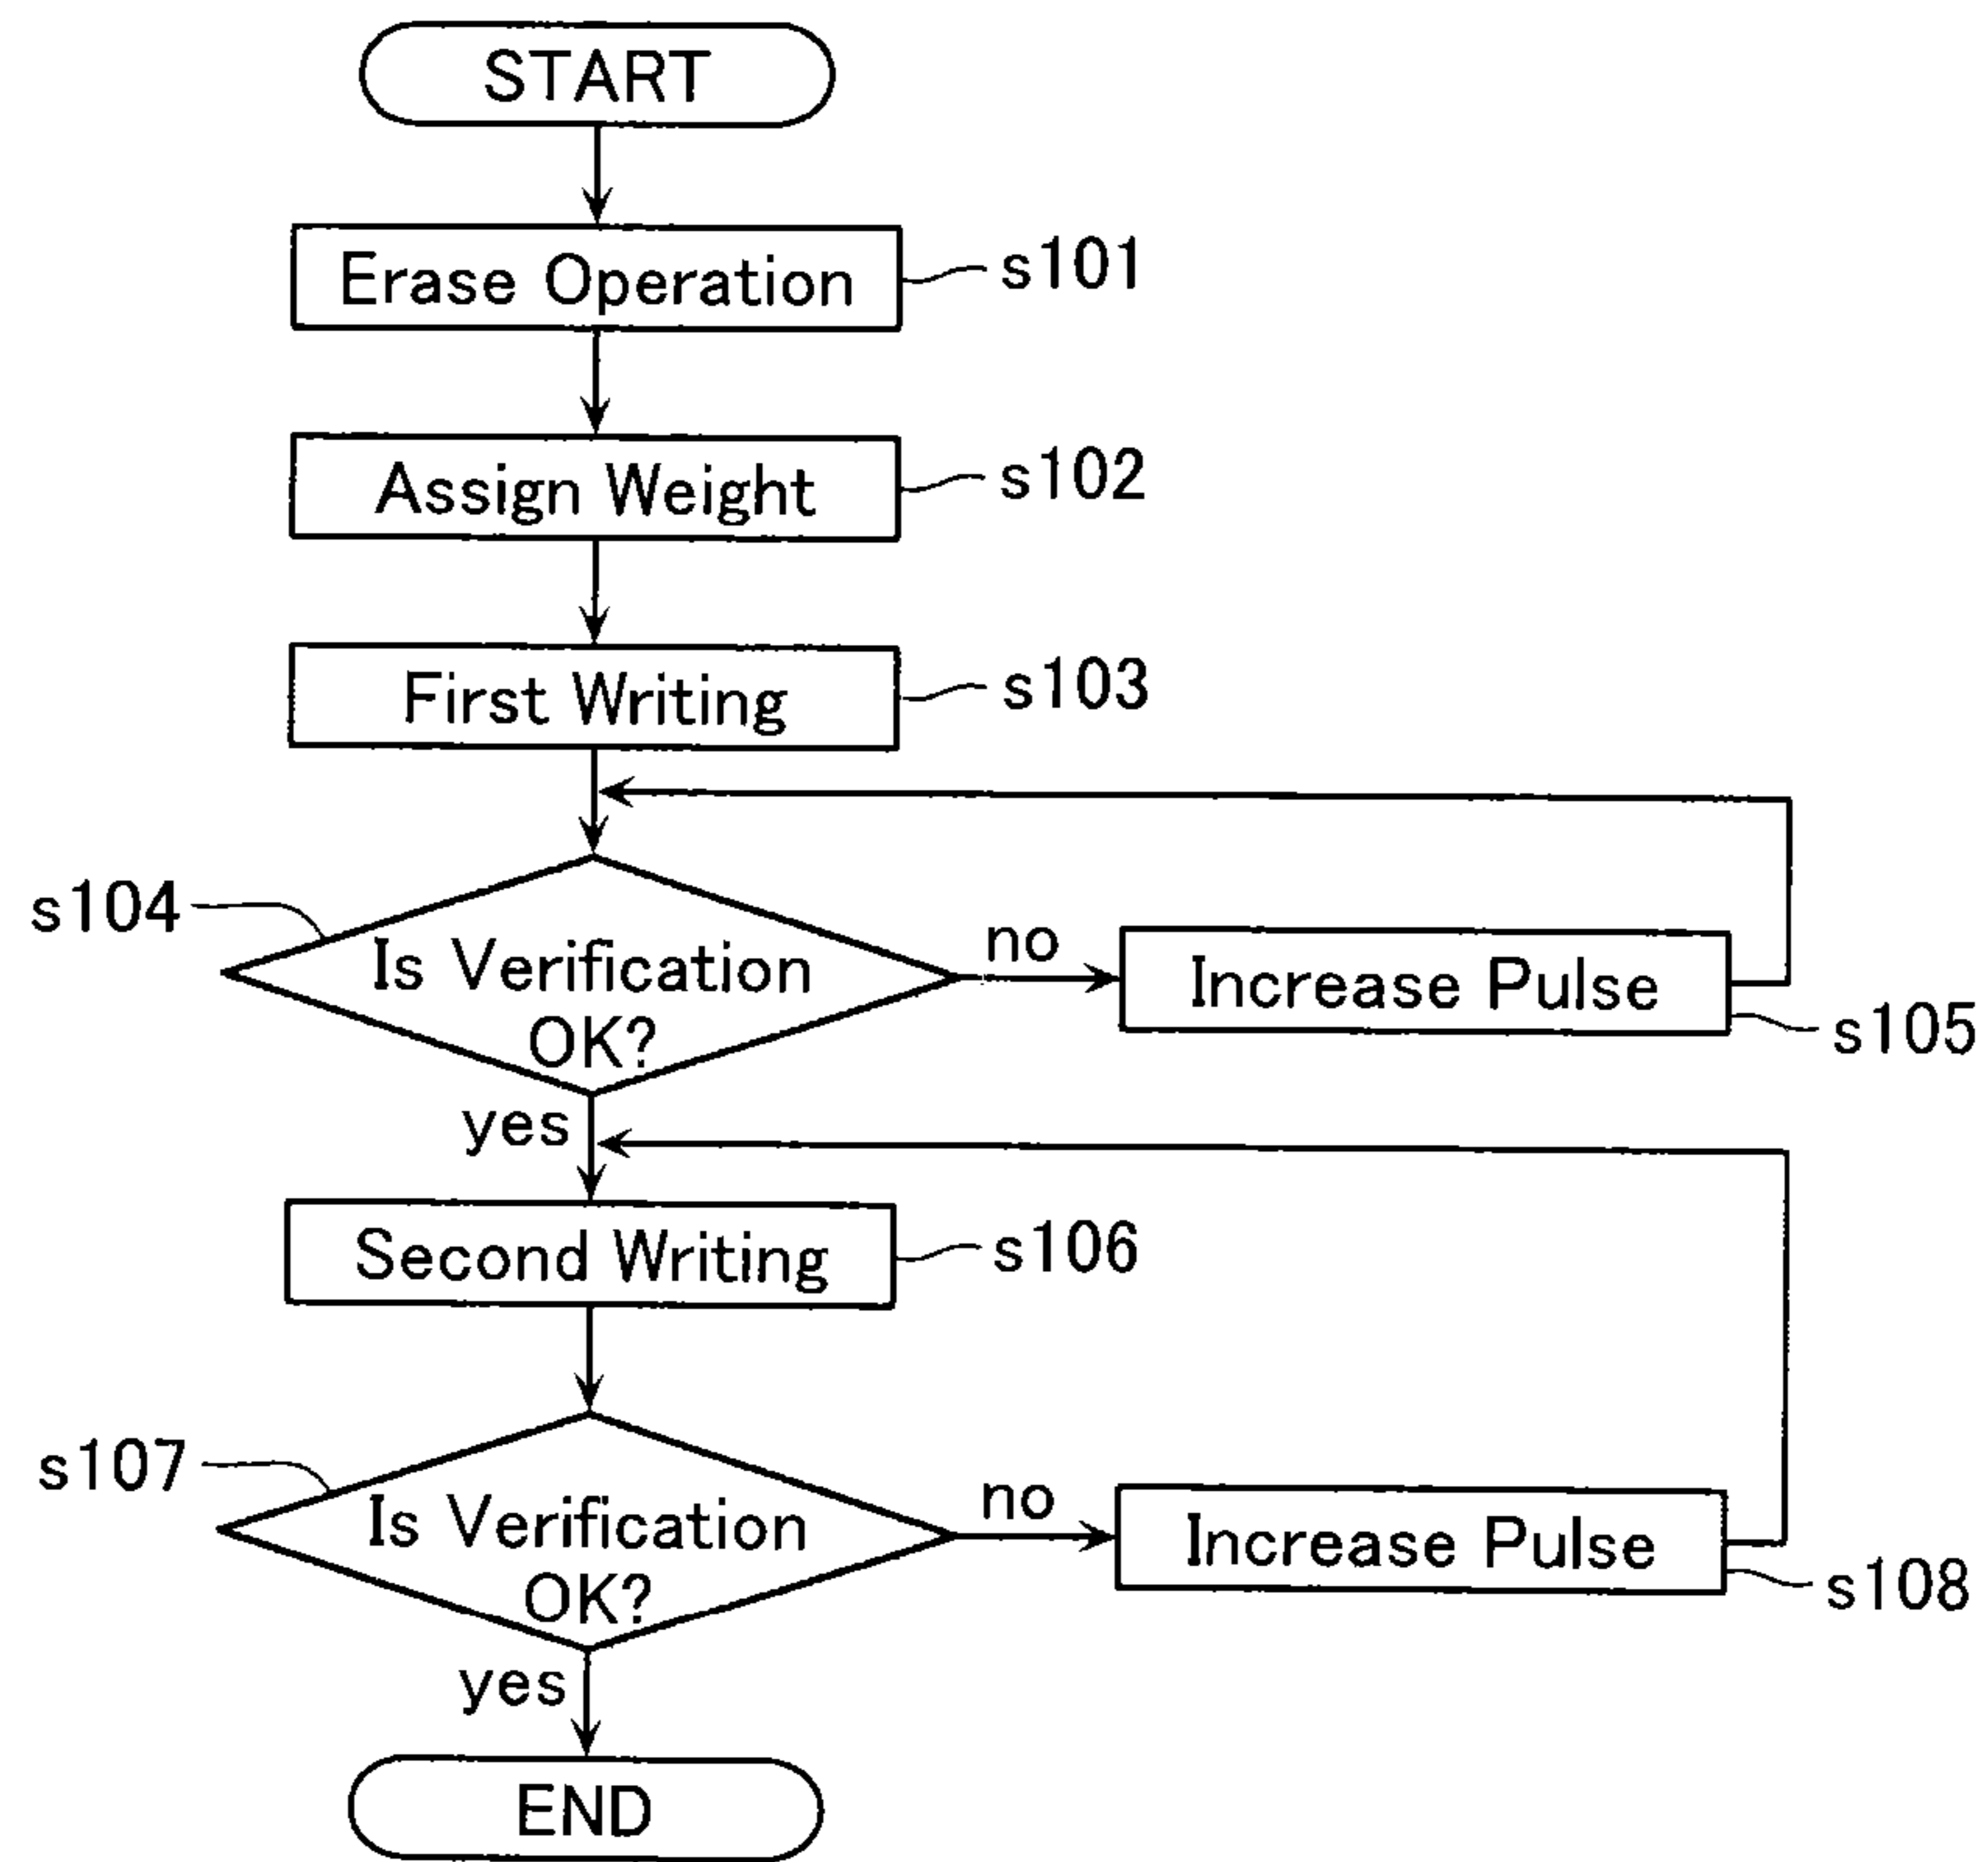 START
Erase Operation
s101
Assign Weight
s102
First Writing
s103
s104
Is Verification
OK?
no
Increase Pulse
s105
yes
Second Writing
s106
s107
Is Verification
OK?
no
Increase Pulse
s108
yes
END